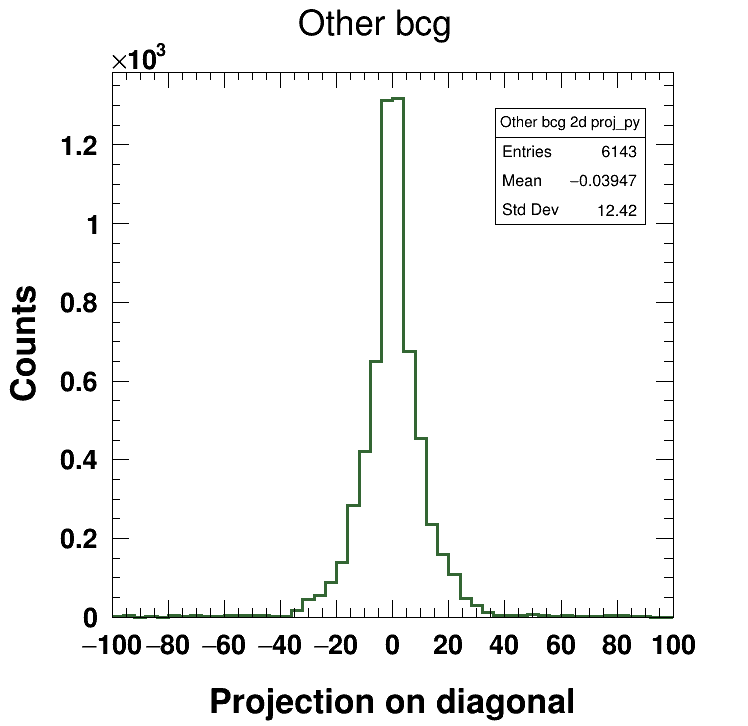 Other bcg
×10³
Other bcg 2d proj_py
Entries 6143
Mean −0.03947
Std Dev 12.42
1.2
1
0.8
0.6
0.4
0.2
0
Counts
−100 −80 −60 −40 −20 0 20 40 60 80 100
Projection on diagonal